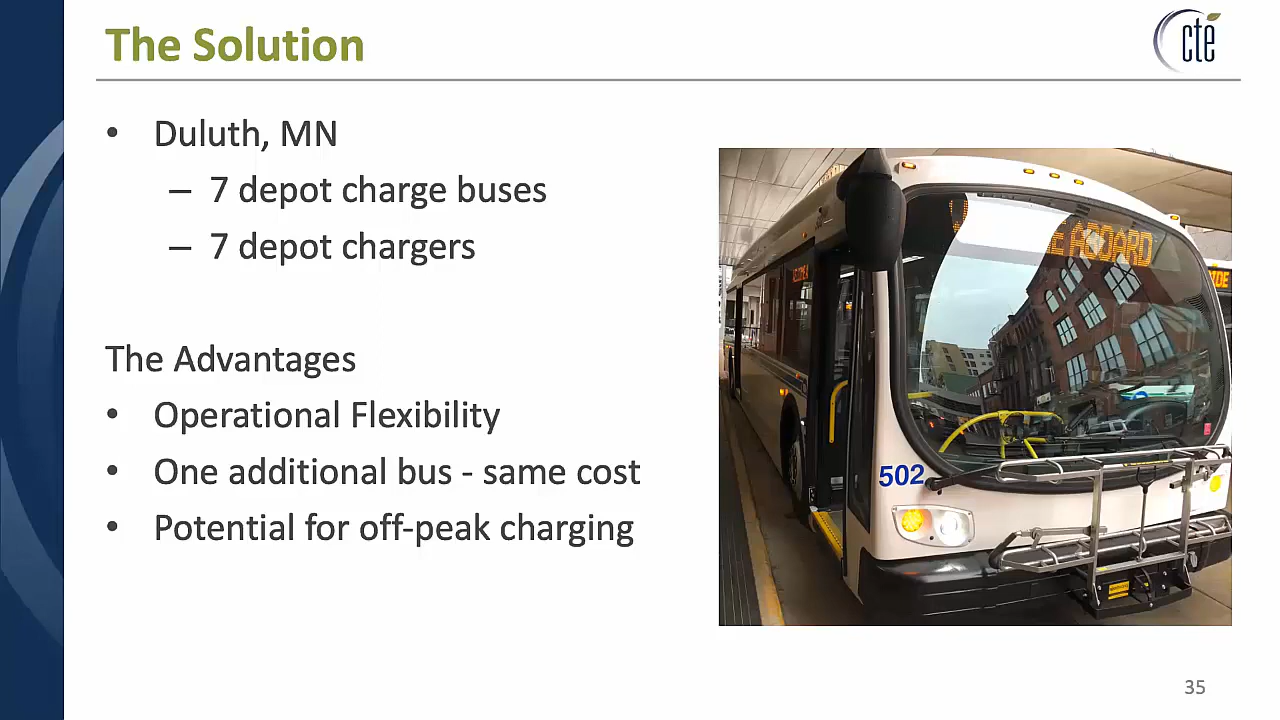 The Solution
cte
• Duluth, MN
– 7 depot charge buses
– 7 depot chargers
The Advantages
• Operational Flexibility
• One additional bus - same cost
• Potential for off-peak charging
502
35